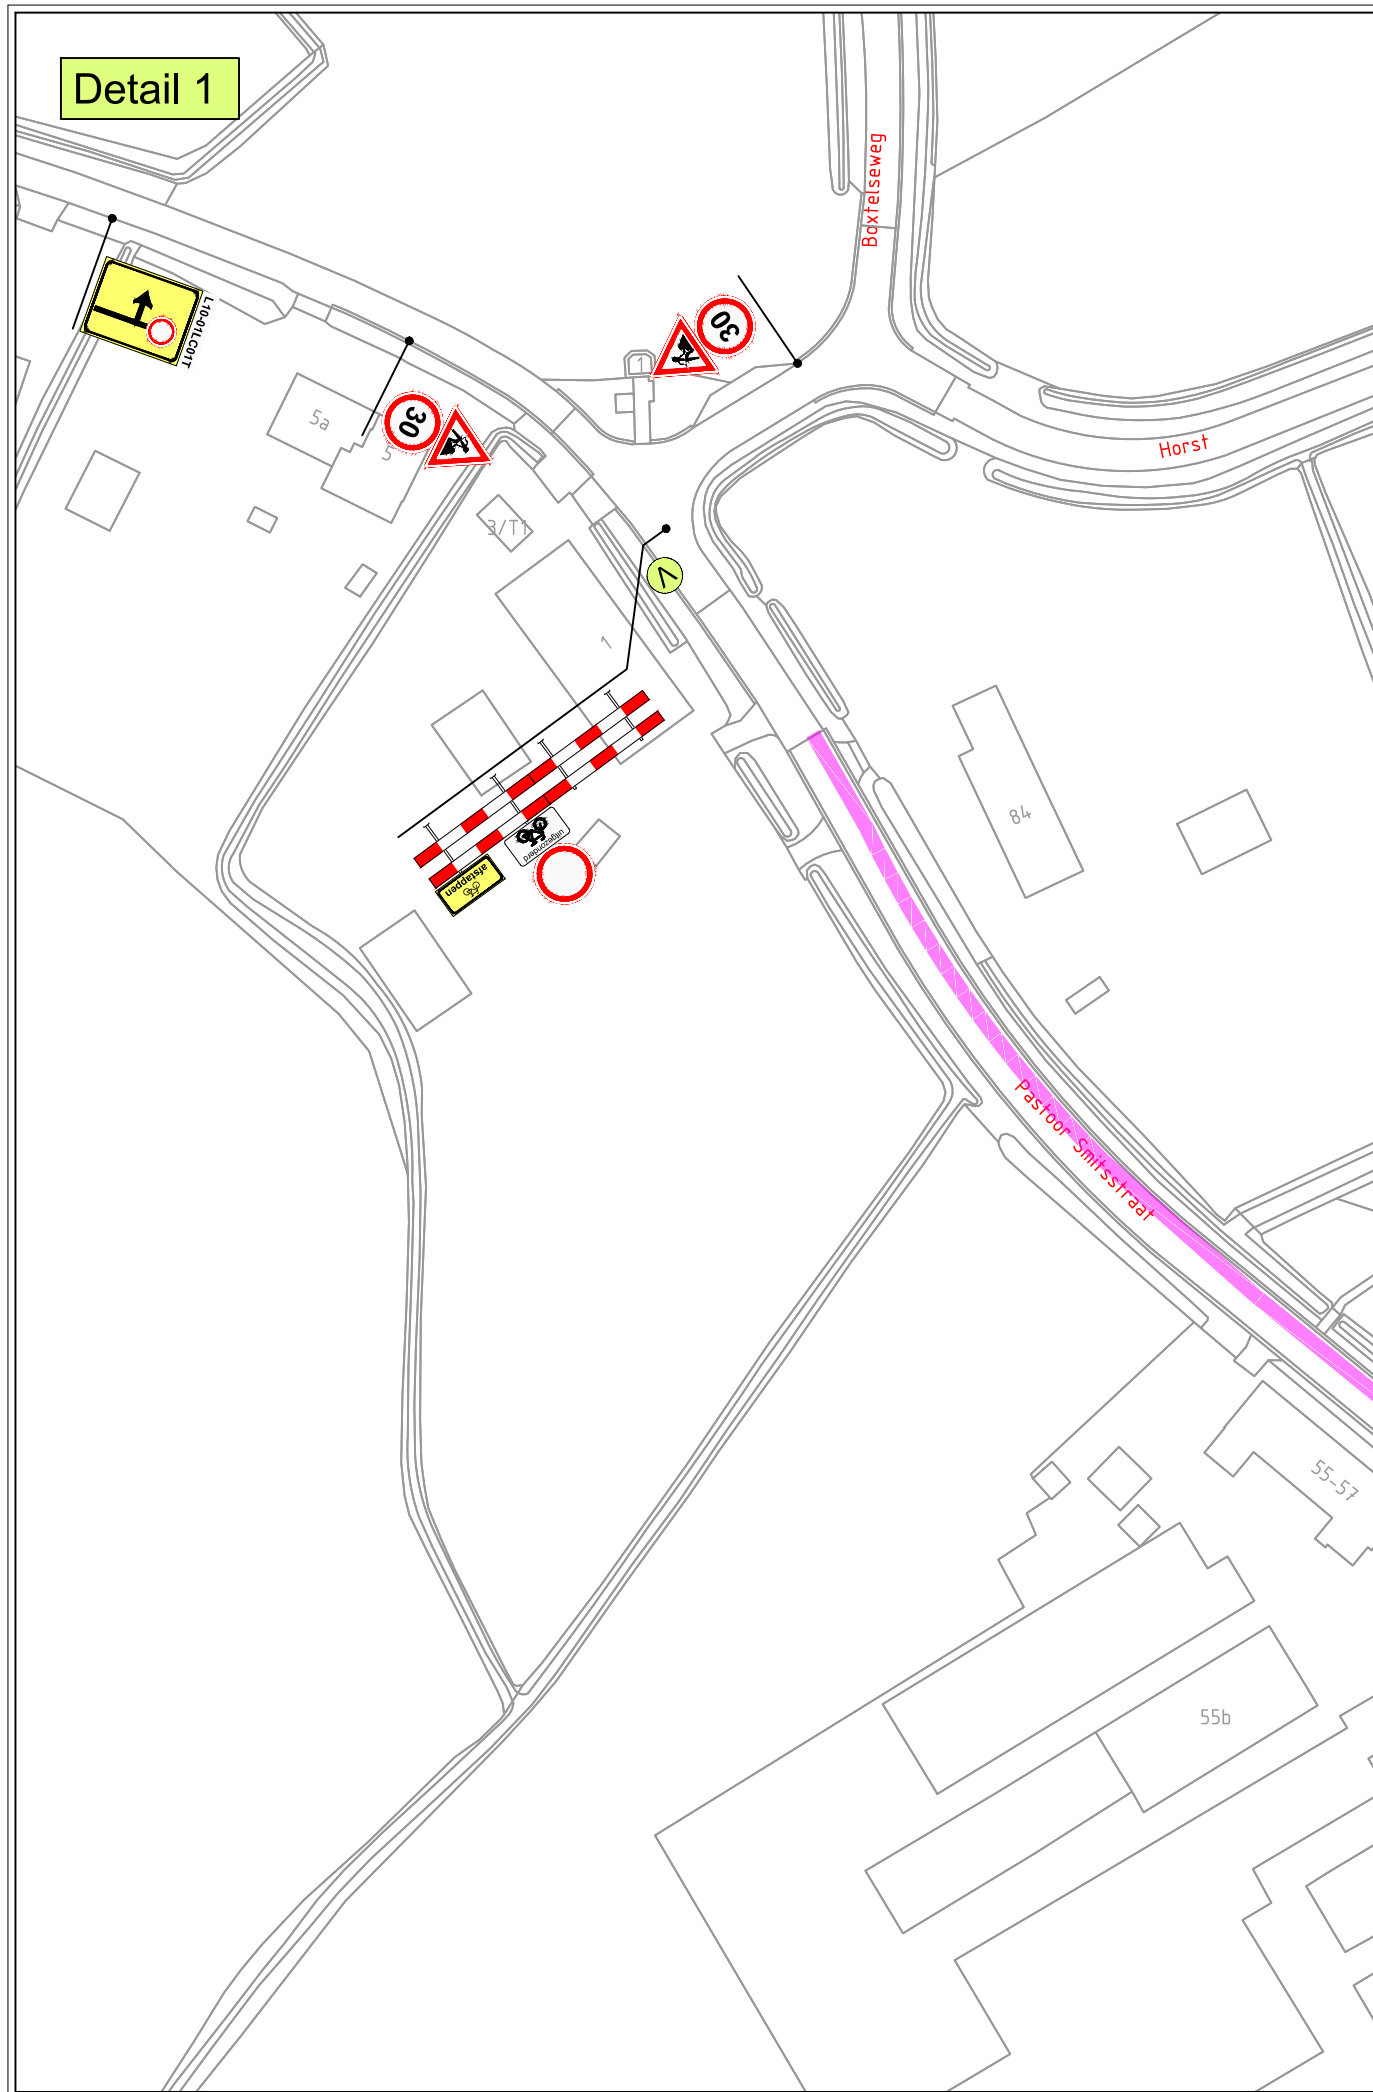 Detail 1
Boxtelseweg
L10-01LC01T
30
1
30
5a
5
Horst
3/T1
V
1
84
uitgezonderd
afstappen
Pastoor Smitsstraat
55-57
55b